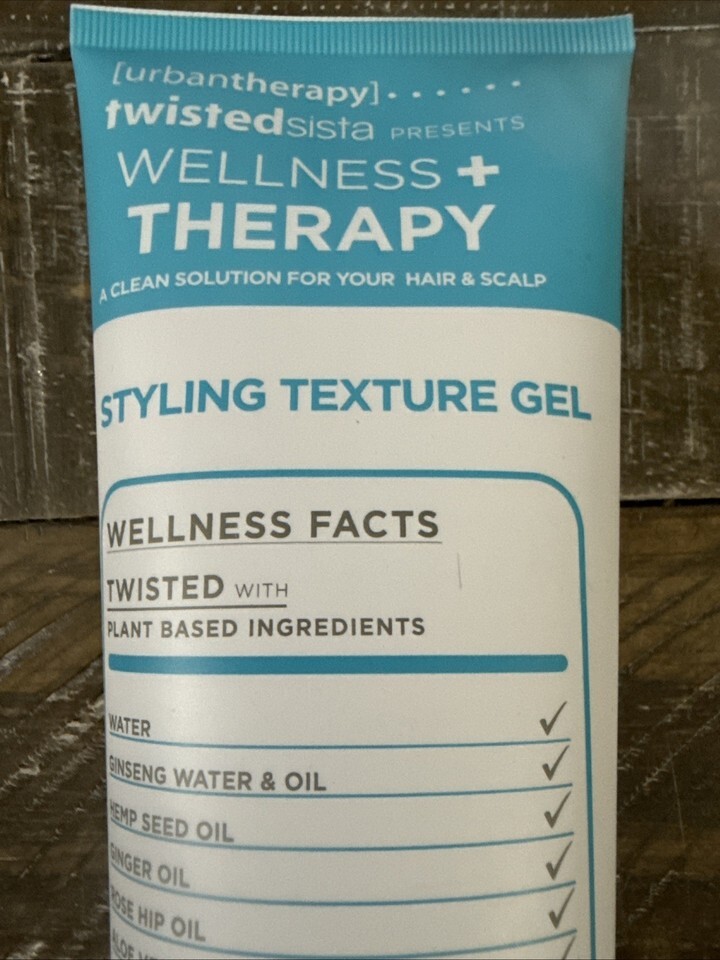 [urbantherapy]......
twistedsista PRESENTS
WELLNESS +
THERAPY
A CLEAN SOLUTION FOR YOUR HAIR & SCALP
STYLING TEXTURE GEL
WELLNESS FACTS
TWISTED WITH
PLANT BASED INGREDIENTS
WATER ✓
GINSENG WATER & OIL ✓
HEMP SEED OIL ✓
GINGER OIL ✓
ROSE HIP OIL ✓
ALOE